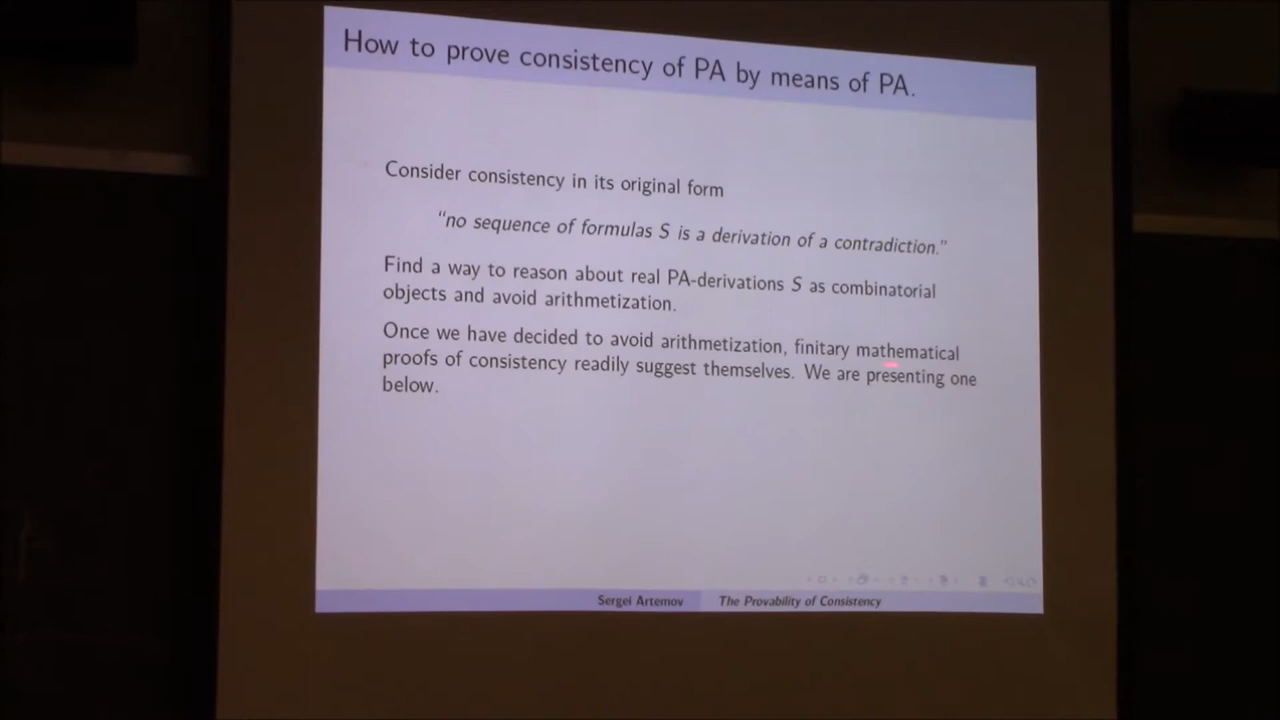 How to prove consistency of PA by means of PA.
Consider consistency in its original form
“no sequence of formulas S is a derivation of a contradiction.”
Find a way to reason about real PA-derivations S as combinatorial
objects and avoid arithmetization.
Once we have decided to avoid arithmetization, finitary mathematical
proofs of consistency readily suggest themselves. We are presenting one
below.
Sergei Artemov
The Provability of Consistency